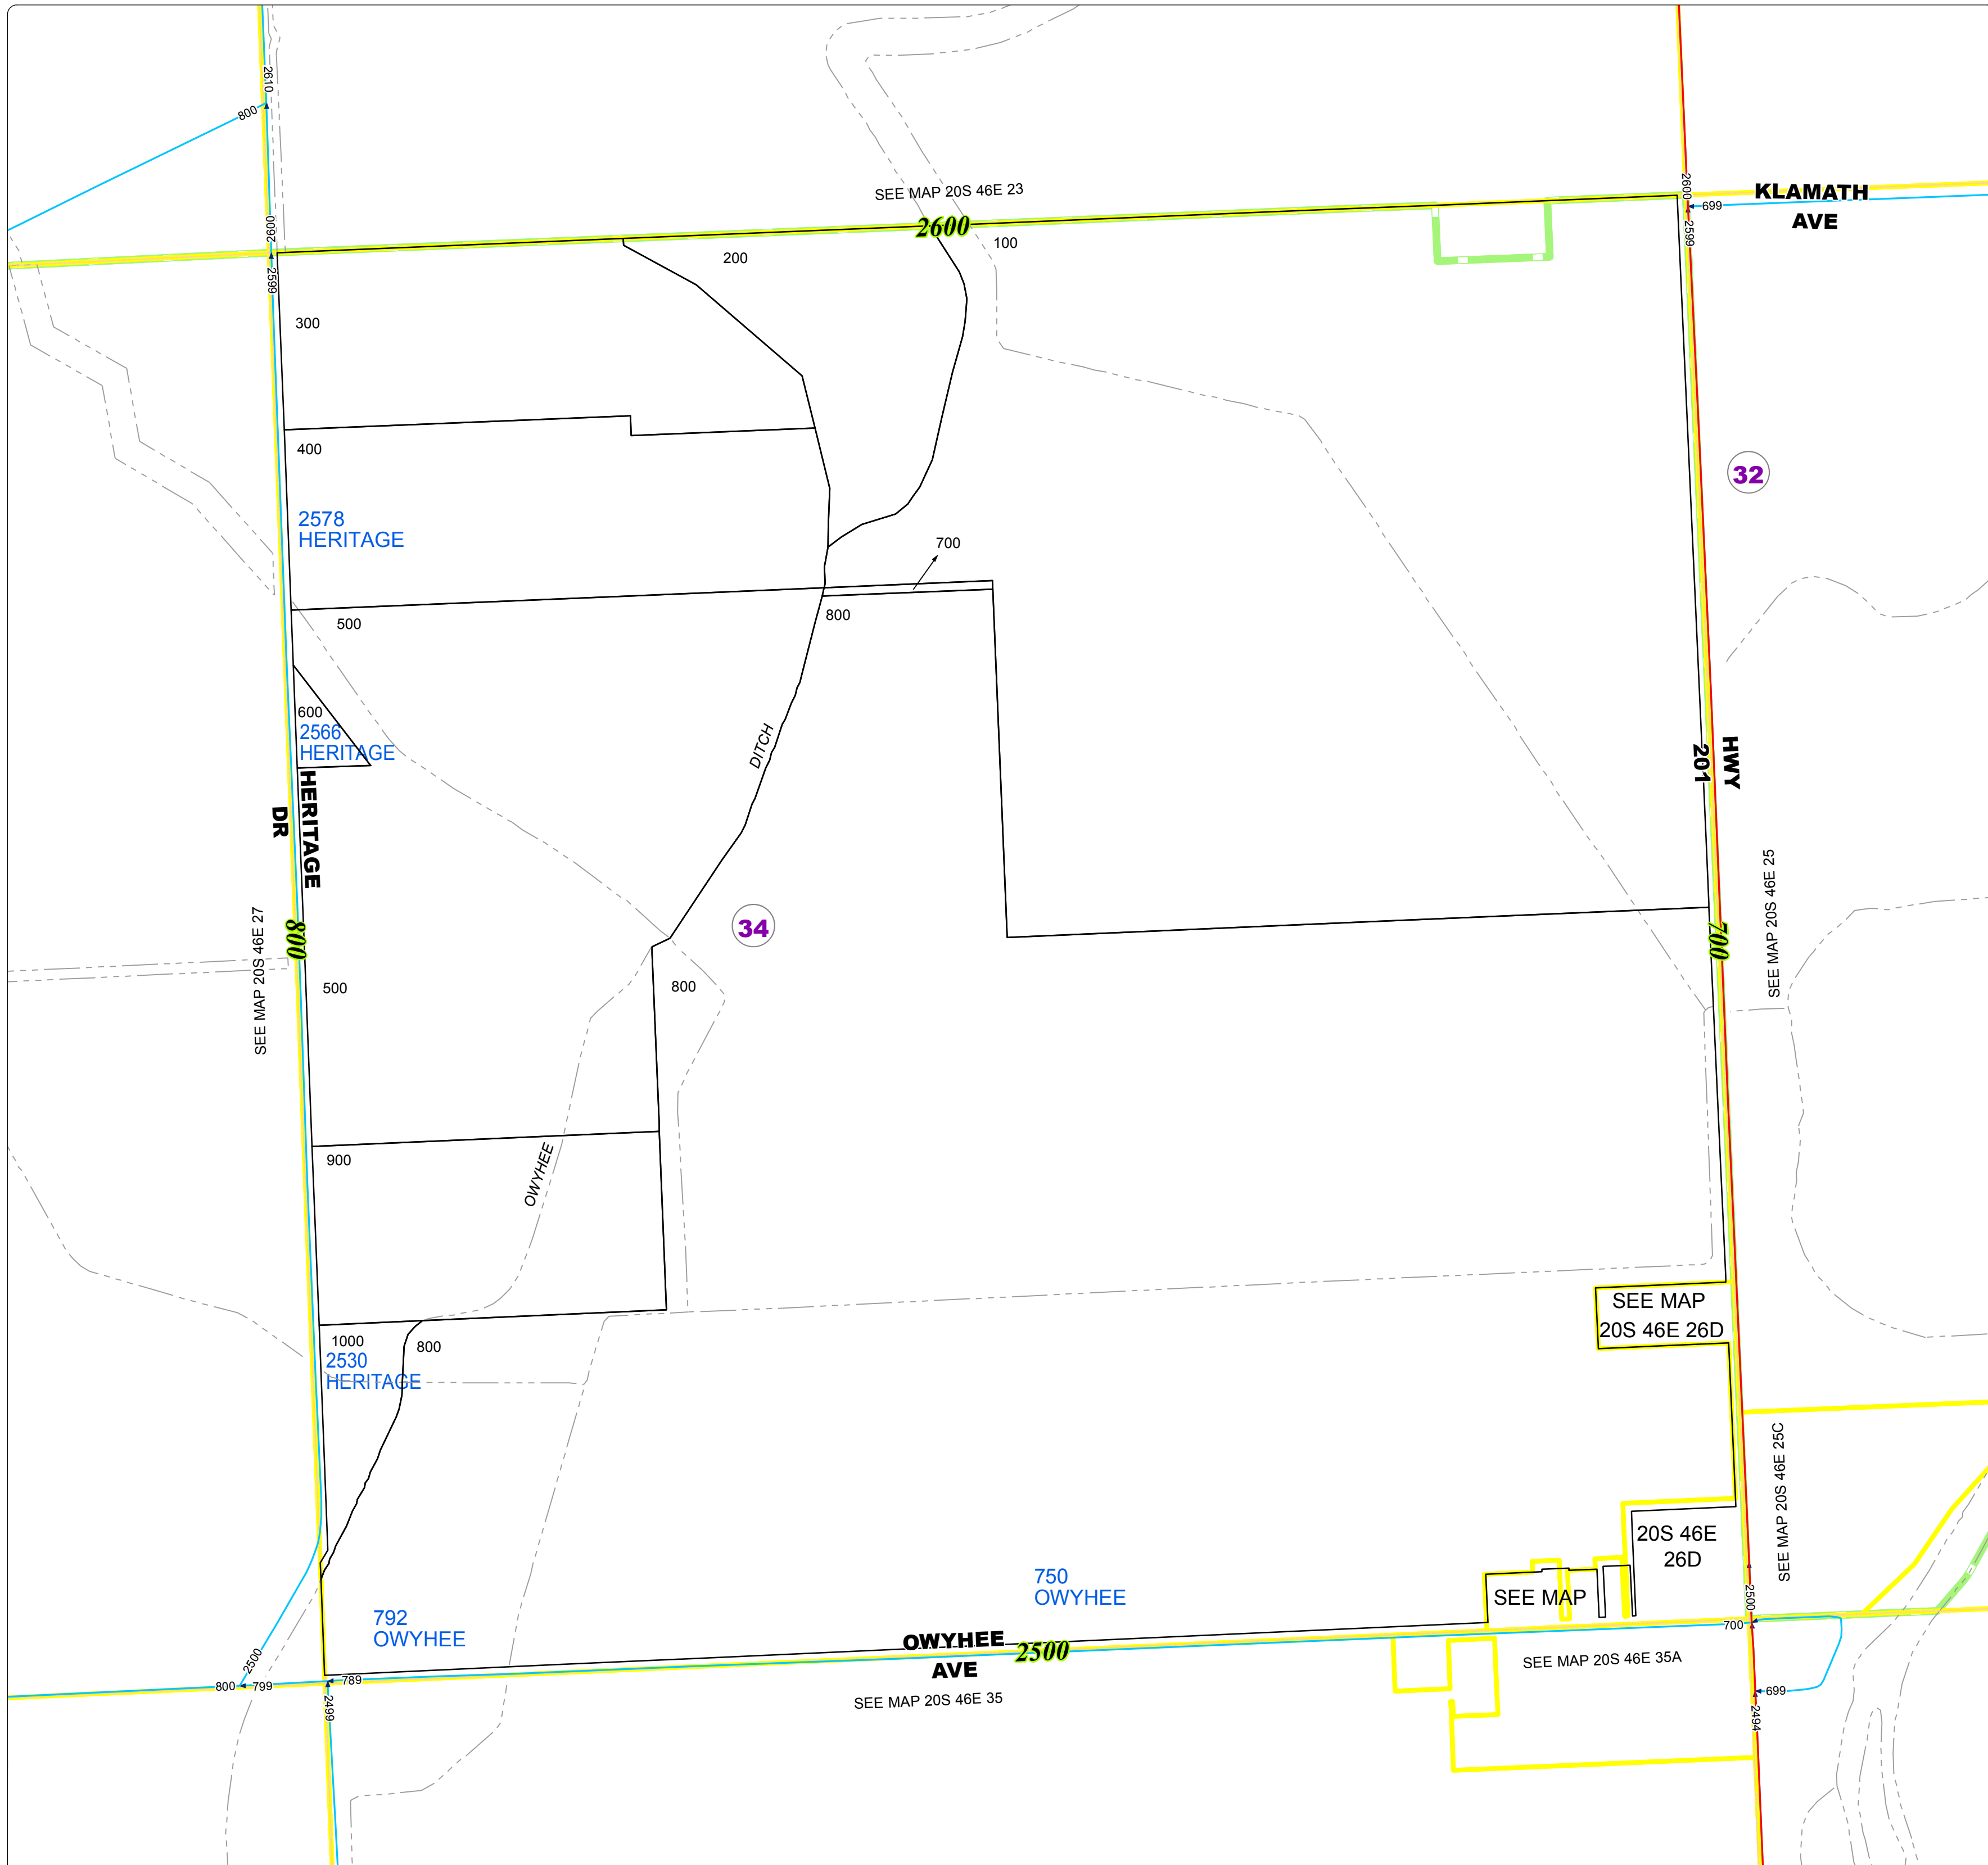 2610
800
SEE MAP 20S 46E 23
2600
KLAMATH
AVE
699
2600
2599
2600
2599
200
100
300
400
32
2578
HERITAGE
700
500
800
600
2566
HERITAGE
DITCH
HERITAGE
DR
HWY
201
SEE MAP 20S 46E 27
800
34
SEE MAP 20S 46E 25
700
500
800
900
OWYHEE
SEE MAP
20S 46E 26D
1000
2530
HERITAGE
800
SEE MAP 20S 46E 25C
20S 46E
26D
SEE MAP
750
OWYHEE
792
OWYHEE
2500
700
OWYHEE
AVE
2500
SEE MAP 20S 46E 35A
2500
800
799
789
2499
SEE MAP 20S 46E 35
699
2494